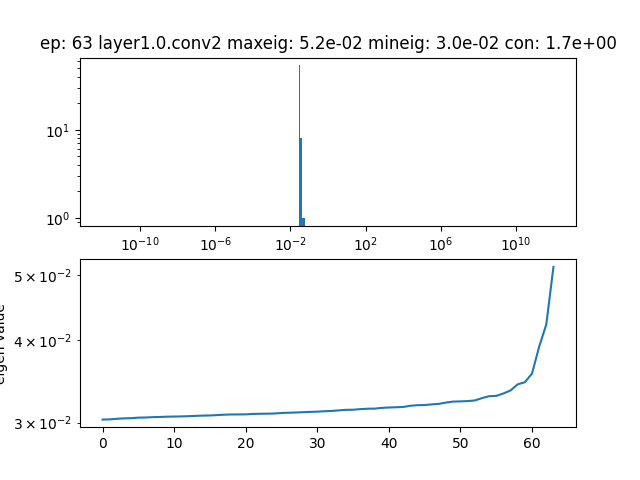 ep: 63 layer1.0.conv2 maxeig: 5.2e-02 mineig: 3.0e-02 con: 1.7e+00
10¹
10⁰
10⁻¹⁰ 10⁻⁶ 10⁻² 10² 10⁶ 10¹⁰
5 × 10⁻²
4 × 10⁻²
3 × 10⁻²
eigen value
0 10 20 30 40 50 60